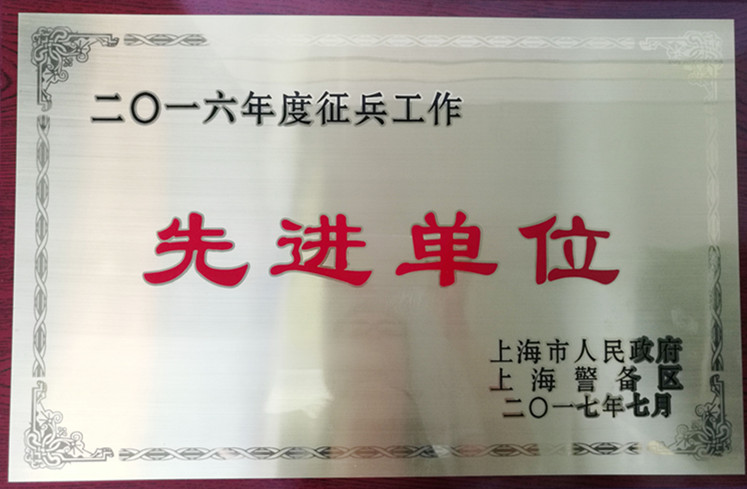 二〇一六年度征兵工作
先进单位
上海市人民政府
上海警备区
二〇一七年七月